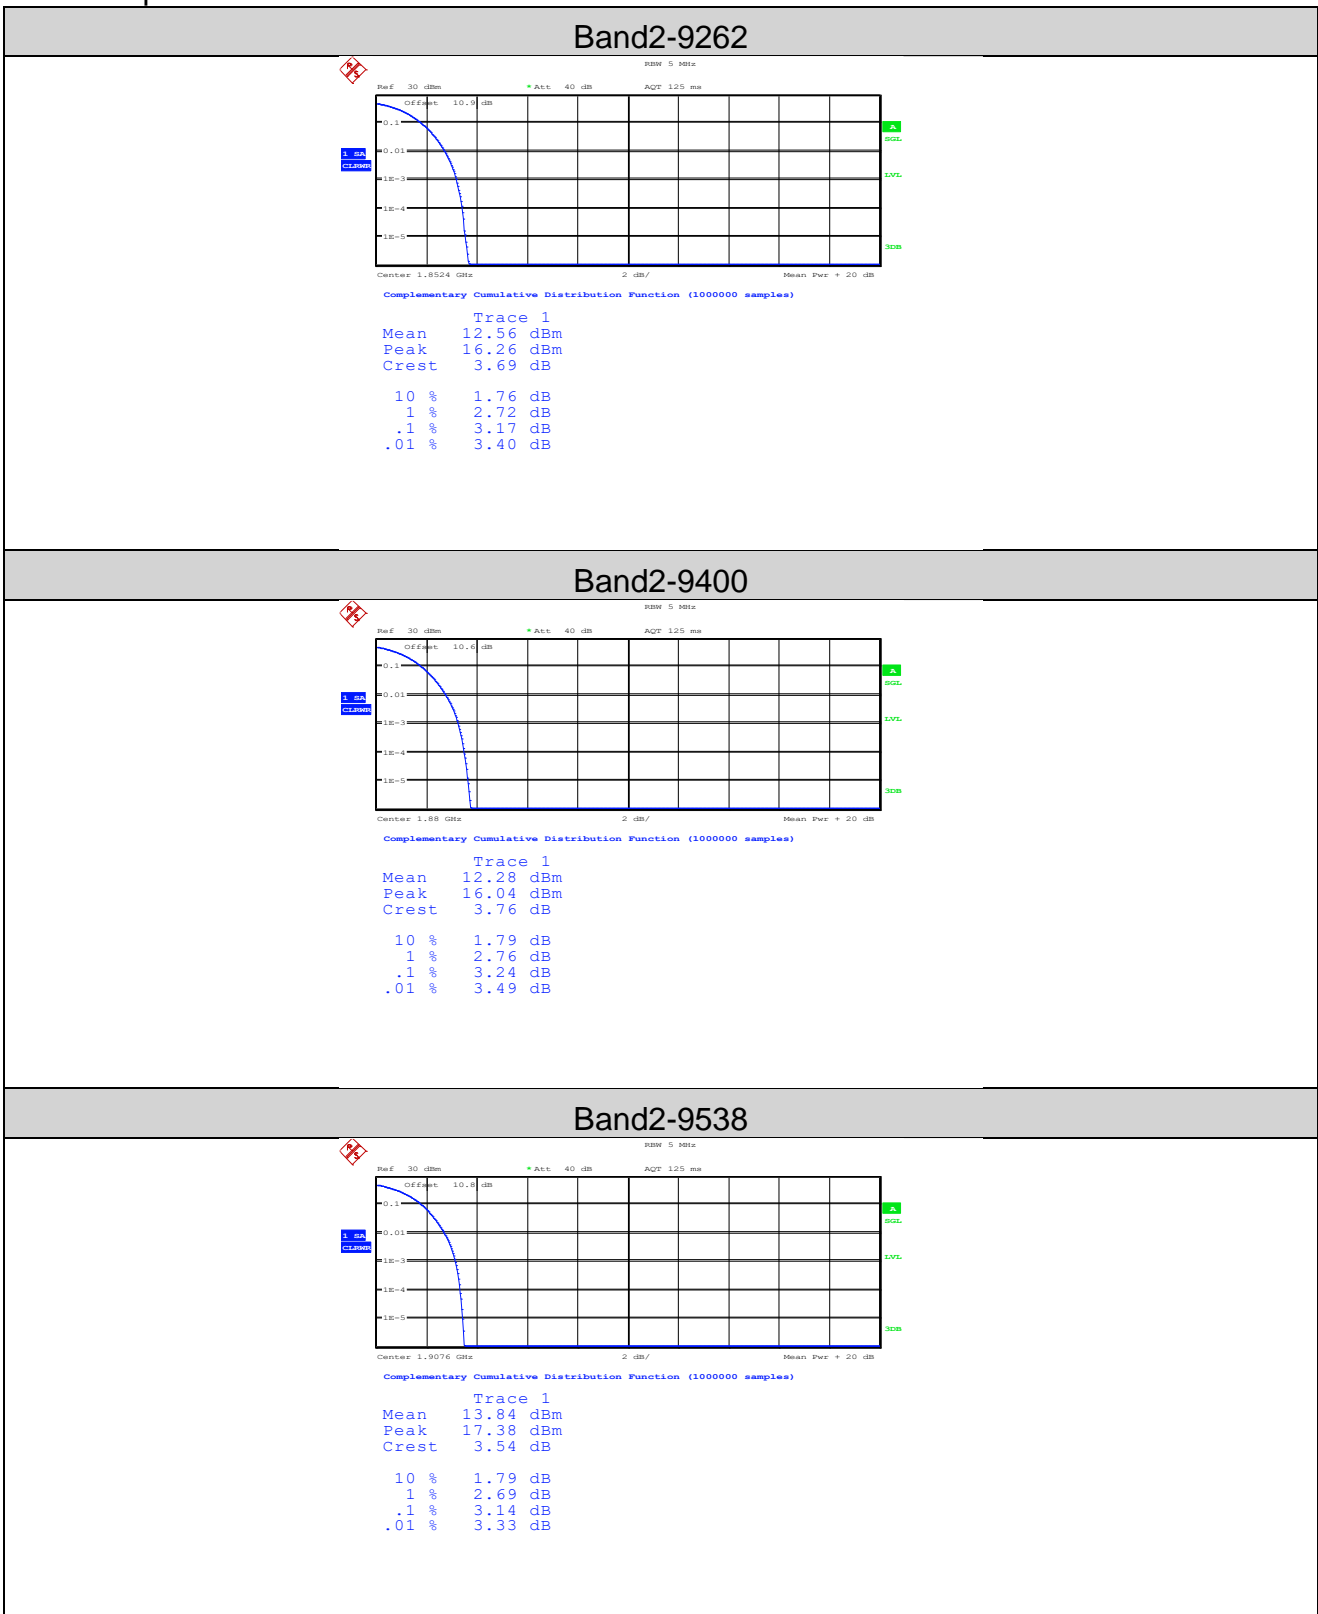 Band2-9262
RBW 5 MHz
Ref 30 dBm *Att 40 dB AQT 125 ms
Offset 10.9 dB
0.1
A
SGL
0.01
1 SA
CLRWR
1E-3
LVL
1E-4
1E-5
3DB
Center 1.8524 GHz 2 dB/ Mean Pwr + 20 dB
Complementary Cumulative Distribution Function (1000000 samples)
Trace 1
Mean 12.56 dBm
Peak 16.26 dBm
Crest 3.69 dB
10 % 1.76 dB
1 % 2.72 dB
.1 % 3.17 dB
.01 % 3.40 dB
Band2-9400
RBW 5 MHz
Ref 30 dBm *Att 40 dB AQT 125 ms
Offset 10.6 dB
0.1
A
SGL
0.01
1 SA
CLRWR
1E-3
LVL
1E-4
1E-5
3DB
Center 1.88 GHz 2 dB/ Mean Pwr + 20 dB
Complementary Cumulative Distribution Function (1000000 samples)
Trace 1
Mean 12.28 dBm
Peak 16.04 dBm
Crest 3.76 dB
10 % 1.79 dB
1 % 2.76 dB
.1 % 3.24 dB
.01 % 3.49 dB
Band2-9538
RBW 5 MHz
Ref 30 dBm *Att 40 dB AQT 125 ms
Offset 10.8 dB
0.1
A
SGL
0.01
1 SA
CLRWR
1E-3
LVL
1E-4
1E-5
3DB
Center 1.9076 GHz 2 dB/ Mean Pwr + 20 dB
Complementary Cumulative Distribution Function (1000000 samples)
Trace 1
Mean 13.84 dBm
Peak 17.38 dBm
Crest 3.54 dB
10 % 1.79 dB
1 % 2.69 dB
.1 % 3.14 dB
.01 % 3.33 dB